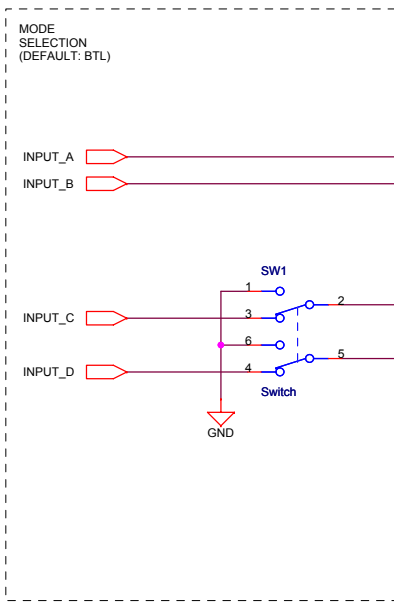 MODE
SELECTION
(DEFAULT: BTL)
INPUT_A
INPUT_B
SW1
1
2
INPUT_C
3
6
5
INPUT_D
4
Switch
GND